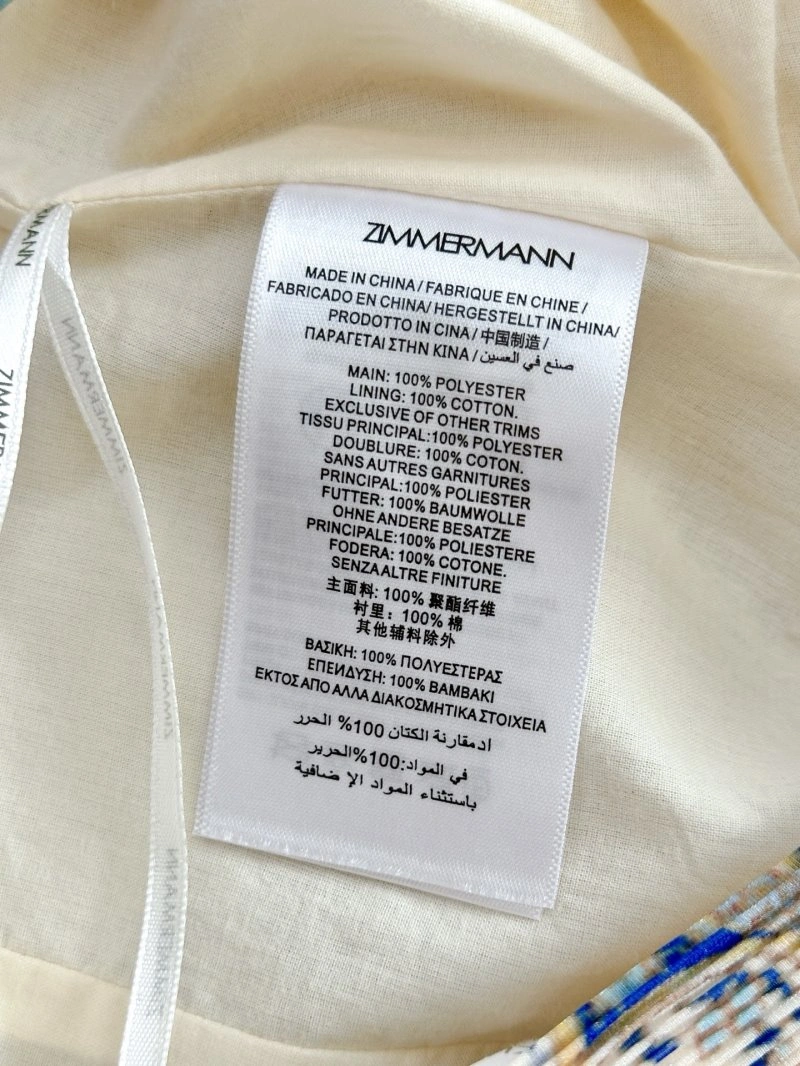 ZIMMERMANN
MADE IN CHINA / FABRIQUE EN CHINE /
FABRICADO EN CHINA/ HERGESTELLT IN CHINA/
PRODOTTO IN CINA / 中国制造 /
ΠΑΡΑΓΕΤΑΙ ΣΤΗΝ ΚΙΝΑ / صنع في العسين
MAIN: 100% POLYESTER
LINING: 100% COTTON.
EXCLUSIVE OF OTHER TRIMS
TISSU PRINCIPAL:100% POLYESTER
DOUBLURE: 100% COTON.
SANS AUTRES GARNITURES
PRINCIPAL:100% POLIESTER
FUTTER: 100% BAUMWOLLE
OHNE ANDERE BESATZE
PRINCIPALE:100% POLIESTERE
FODERA: 100% COTONE.
SENZA ALTRE FINITURE
主面料: 100% 聚酯纤维
衬里：100% 棉
其他辅料除外
ΒΑΣΙΚΗ: 100% ΠΟΛΥΕΣΤΕΡΑΣ
ΕΠΕΝΔΥΣΗ: 100% ΒΑΜΒΑΚΙ
ΕΚΤΟΣ ΑΠΟ ΑΛΛΑ ΔΙΑΚΟΣΜΗΤΙΚΑ ΣΤΟΙΧΕΙΑ
ادمقارنة الكتان 100% الحرر
في المواد:100%الحرير
باستثناء المواد الإ ضافية
ZIMMERMANN
ZIMMERMANN